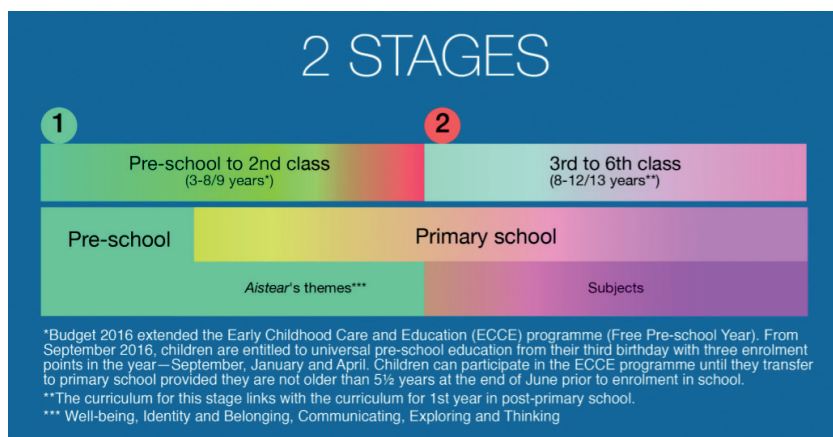 2 STAGES
1
2
Pre-school to 2nd class
(3-8/9 years*)
3rd to 6th class
(8-12/13 years**)
Pre-school
Primary school
Aistear's themes***
Subjects
*Budget 2016 extended the Early Childhood Care and Education (ECCE) programme (Free Pre-school Year). From
September 2016, children are entitled to universal pre-school education from their third birthday with three enrolment
points in the year—September, January and April. Children can participate in the ECCE programme until they transfer
to primary school provided they are not older than 5½ years at the end of June prior to enrolment in school.
**The curriculum for this stage links with the curriculum for 1st year in post-primary school.
*** Well-being, Identity and Belonging, Communicating, Exploring and Thinking